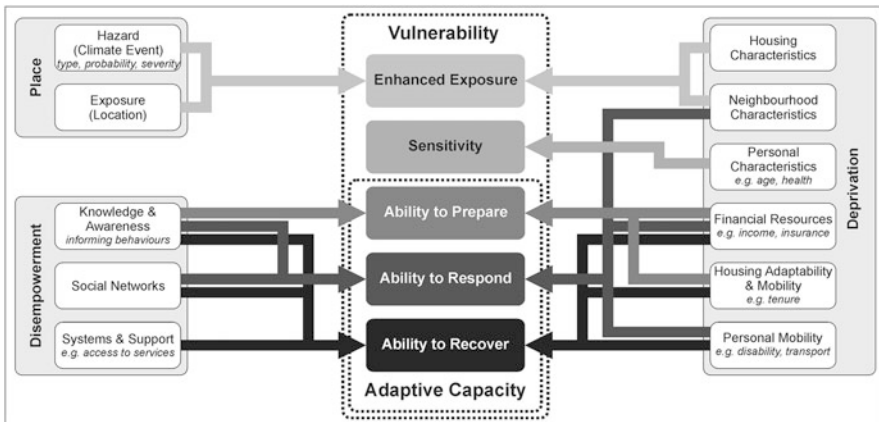 Place
Hazard
(Climate Event)
type, probability, severity
Exposure
(Location)
Disempowerment
Knowledge &
Awareness
informing behaviours
Social Networks
Systems & Support
e.g. access to services
Vulnerability
Enhanced Exposure
Sensitivity
Ability to Prepare
Ability to Respond
Ability to Recover
Adaptive Capacity
Housing
Characteristics
Neighbourhood
Characteristics
Personal
Characteristics
e.g. age, health
Financial Resources
e.g. income, insurance
Housing Adaptability
& Mobility
e.g. tenure
Personal Mobility
e.g. disability, transport
Deprivation